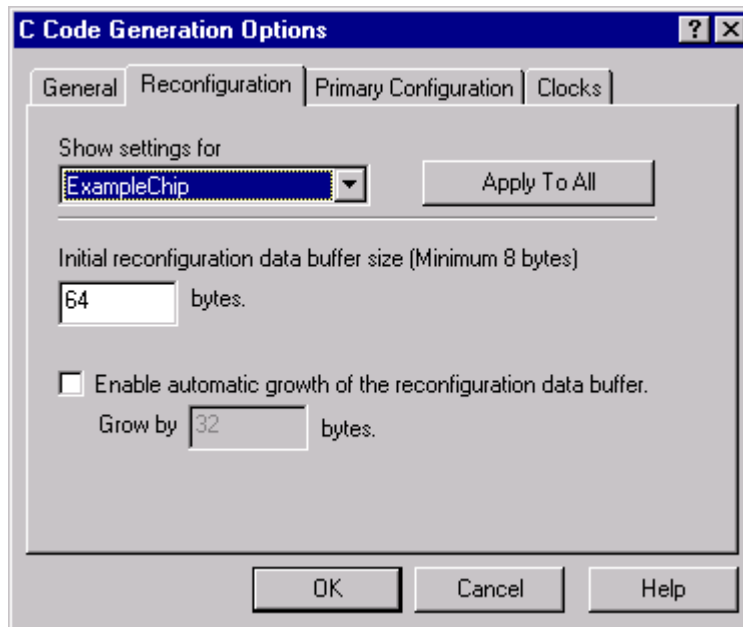 C Code Generation Options
General Reconfiguration Primary Configuration Clocks
Show settings for
ExampleChip Apply To All
Initial reconfiguration data buffer size (Minimum 8 bytes)
64 bytes.
Enable automatic growth of the reconfiguration data buffer.
Grow by 32 bytes.
OK Cancel Help